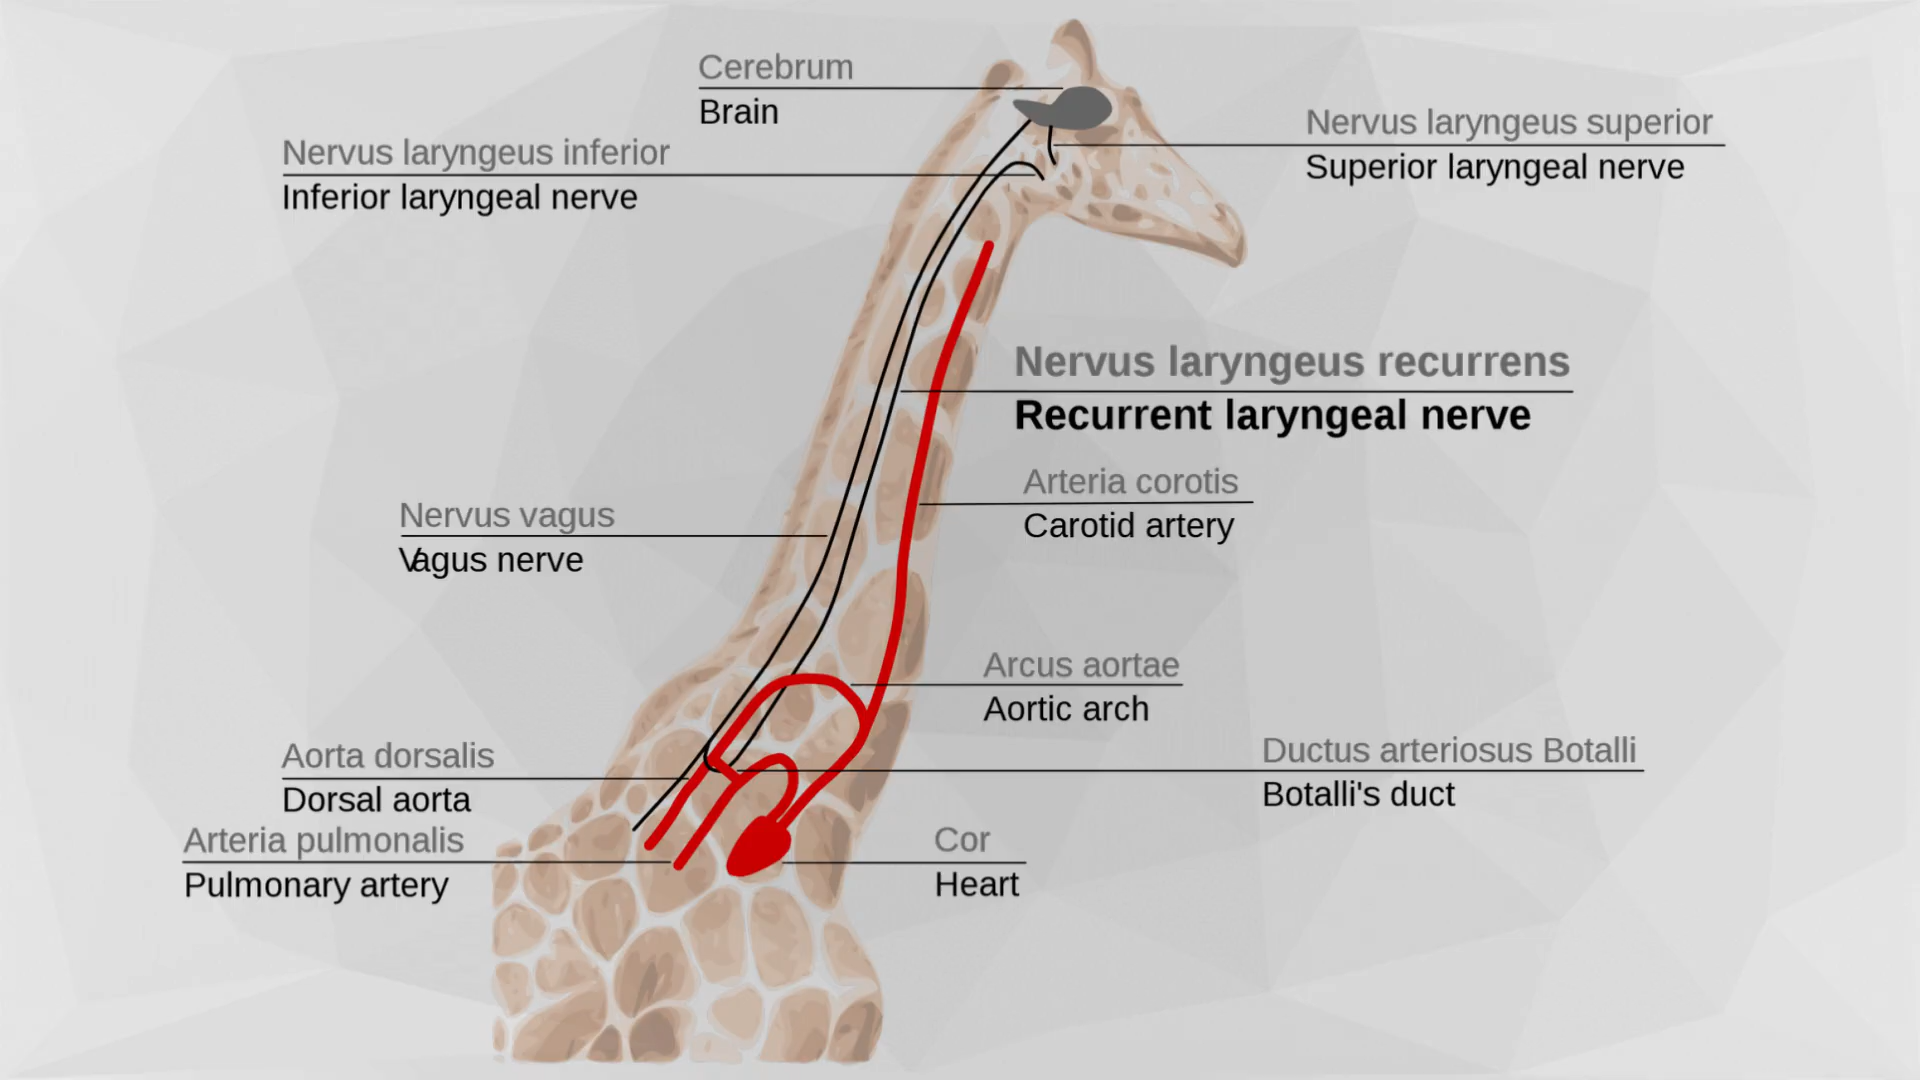 Cerebrum
Brain
Nervus laryngeus superior
Superior laryngeal nerve
Nervus laryngeus inferior
Inferior laryngeal nerve
Nervus laryngeus recurrens
Recurrent laryngeal nerve
Arteria corotis
Carotid artery
Nervus vagus
Vagus nerve
Arcus aortae
Aortic arch
Ductus arteriosus Botalli
Botalli's duct
Aorta dorsalis
Dorsal aorta
Arteria pulmonalis
Pulmonary artery
Cor
Heart